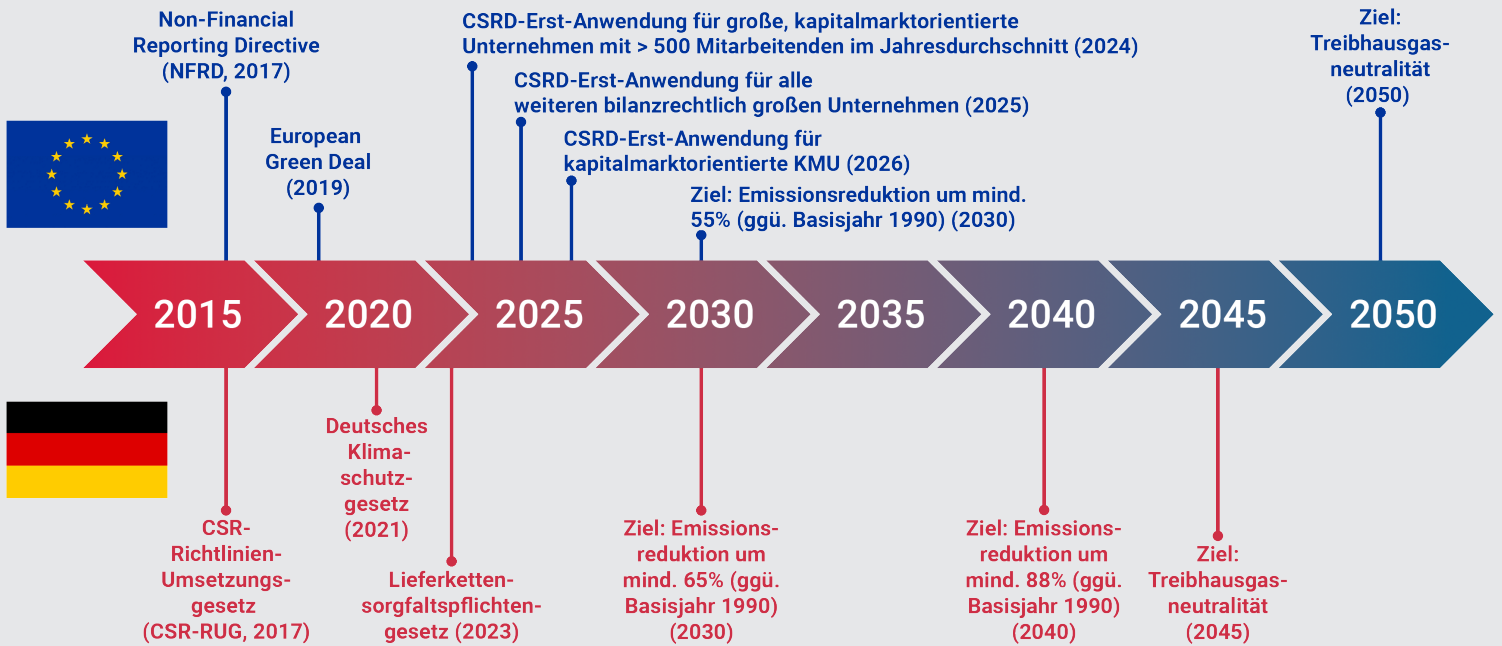 Non-Financial
Reporting Directive
(NFRD, 2017)
European
Green Deal
(2019)
CSRD-Erst-Anwendung für große, kapitalmarktorientierte
Unternehmen mit > 500 Mitarbeitenden im Jahresdurchschnitt (2024)
CSRD-Erst-Anwendung für alle
weiteren bilanzrechtlich großen Unternehmen (2025)
CSRD-Erst-Anwendung für
kapitalmarktorientierte KMU (2026)
Ziel: Emissionsreduktion um mind.
55% (ggü. Basisjahr 1990) (2030)
Ziel:
Treibhausgas-
neutralität
(2050)
2015
2020
2025
2030
2035
2040
2045
2050
CSR-
Richtlinien-
Umsetzungs-
gesetz
(CSR-RUG, 2017)
Deutsches
Klima-
schutz-
gesetz
(2021)
Lieferketten-
sorgfaltspflichten-
gesetz (2023)
Ziel: Emissions-
reduktion um
mind. 65% (ggü.
Basisjahr 1990)
(2030)
Ziel: Emissions-
reduktion um
mind. 88% (ggü.
Basisjahr 1990)
(2040)
Ziel:
Treibhausgas-
neutralität
(2045)